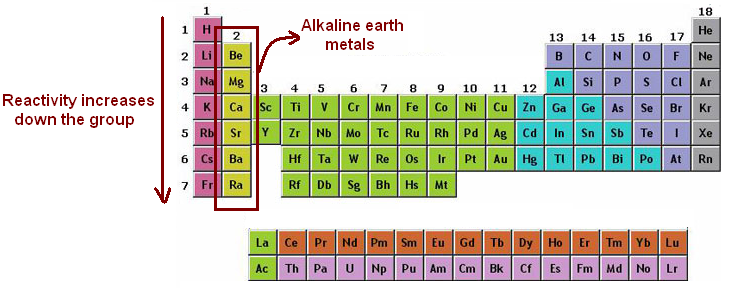 1
18
1 H
2
Alkaline earth
metals
He
13 14 15 16 17
2 Li Be B C N O F Ne
3 Na Mg
3 4 5 6 7 8 9 10 11 12
Al Si P S Cl Ar
Reactivity increases
down the group
4 K Ca Sc Ti V Cr Mn Fe Co Ni Cu Zn Ga Ge As Se Br Kr
5 Rb Sr Y Zr Nb Mo Tc Ru Rh Pd Ag Cd In Sn Sb Te I Xe
6 Cs Ba Hf Ta W Re Os Ir Pt Au Hg Tl Pb Bi Po At Rn
7 Fr Ra Rf Db Sg Bh Hs Mt
La Ce Pr Nd Pm Sm Eu Gd Tb Dy Ho Er Tm Yb Lu
Ac Th Pa U Np Pu Am Cm Bk Cf Es Fm Md No Lr